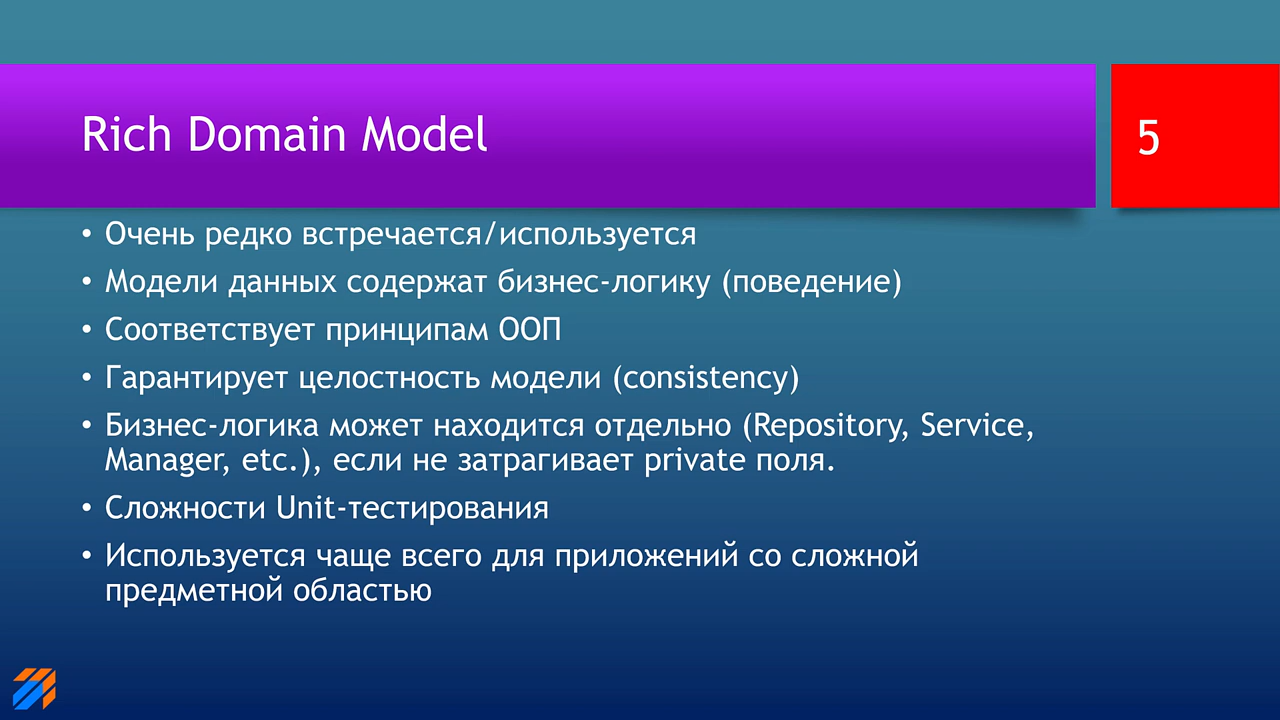 Rich Domain Model
5
• Очень редко встречается/используется
• Модели данных содержат бизнес-логику (поведение)
• Соответствует принципам ООП
• Гарантирует целостность модели (consistency)
• Бизнес-логика может находится отдельно (Repository, Service,
Manager, etc.), если не затрагивает private поля.
• Сложности Unit-тестирования
• Используется чаще всего для приложений со сложной
предметной областью